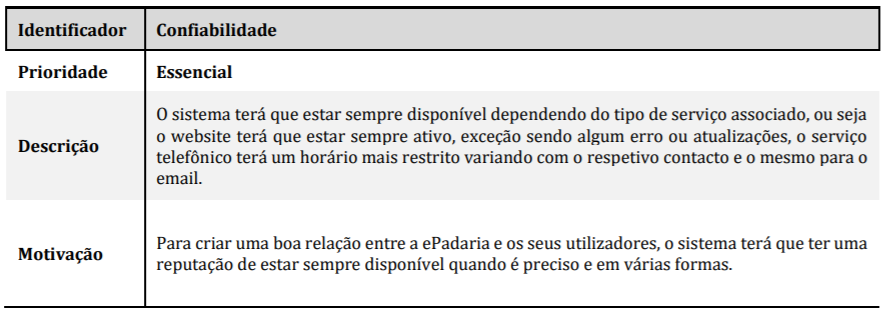 Identificador Confiabilidade
Prioridade Essencial
Descrição
O sistema terá que estar sempre disponível dependendo do tipo de serviço associado, ou seja
o website terá que estar sempre ativo, exceção sendo algum erro ou atualizações, o serviço
telefônico terá um horário mais restrito variando com o respetivo contacto e o mesmo para o
email.
Motivação
Para criar uma boa relação entre a ePadaria e os seus utilizadores, o sistema terá que ter uma
reputação de estar sempre disponível quando é preciso e em várias formas.